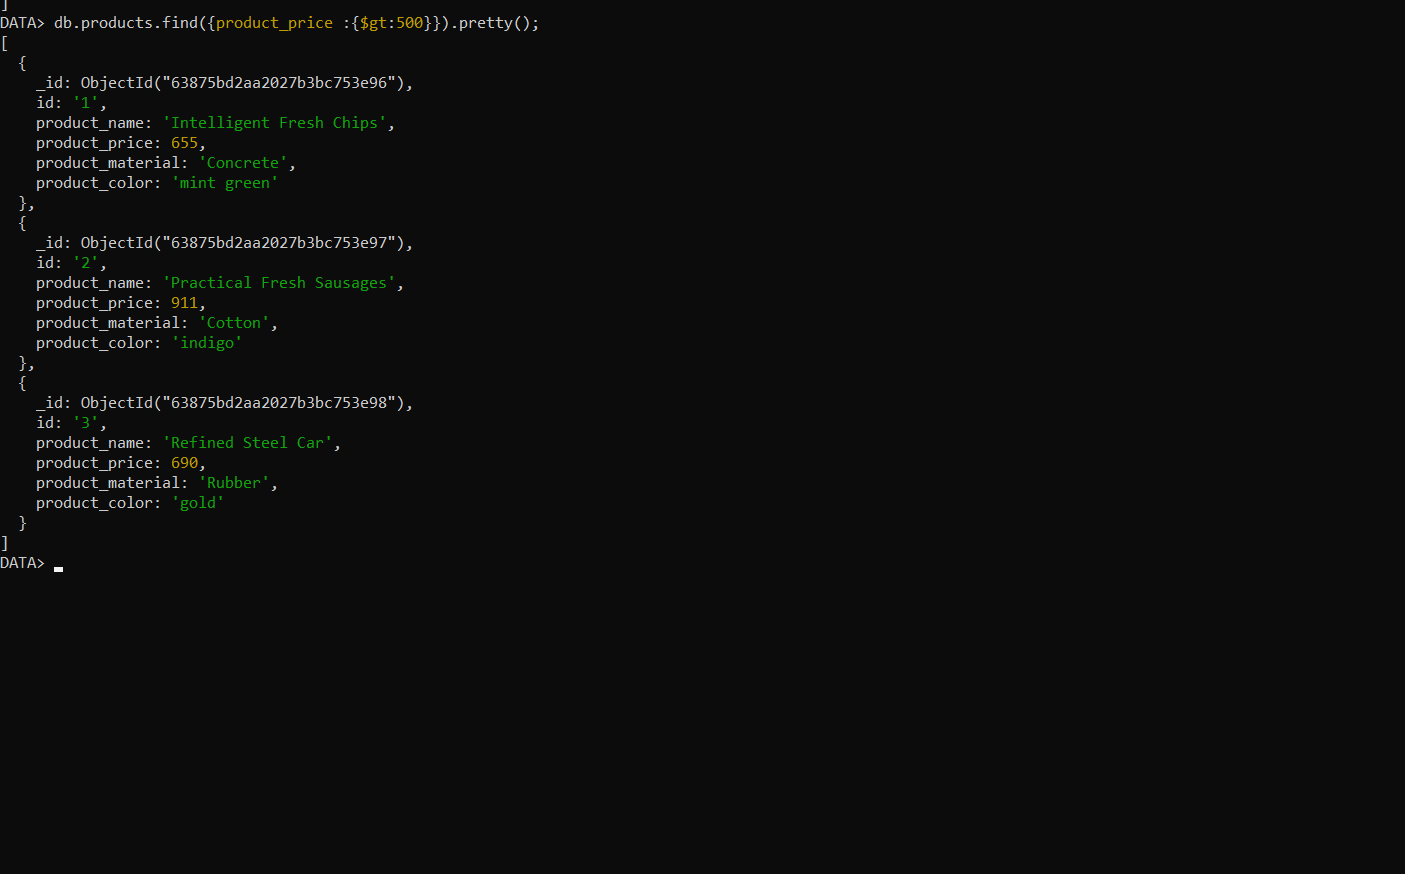 ]
DATA> db.products.find({product_price :{$gt:500}}).pretty();
[
  {
    _id: ObjectId("63875bd2aa2027b3bc753e96"),
    id: '1',
    product_name: 'Intelligent Fresh Chips',
    product_price: 655,
    product_material: 'Concrete',
    product_color: 'mint green'
  },
  {
    _id: ObjectId("63875bd2aa2027b3bc753e97"),
    id: '2',
    product_name: 'Practical Fresh Sausages',
    product_price: 911,
    product_material: 'Cotton',
    product_color: 'indigo'
  },
  {
    _id: ObjectId("63875bd2aa2027b3bc753e98"),
    id: '3',
    product_name: 'Refined Steel Car',
    product_price: 690,
    product_material: 'Rubber',
    product_color: 'gold'
  }
]
DATA> _